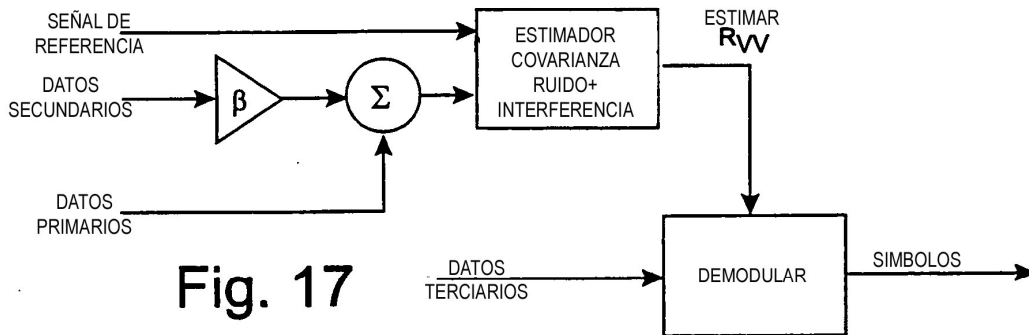 SEÑAL DE
REFERENCIA
DATOS
SECUNDARIOS
β
Σ
ESTIMADOR
COVARIANZA
RUIDO+
INTERFERENCIA
ESTIMAR
RVV
DATOS
PRIMARIOS
DATOS
TERCIARIOS
DEMODULAR
SIMBOLOS
Fig. 17